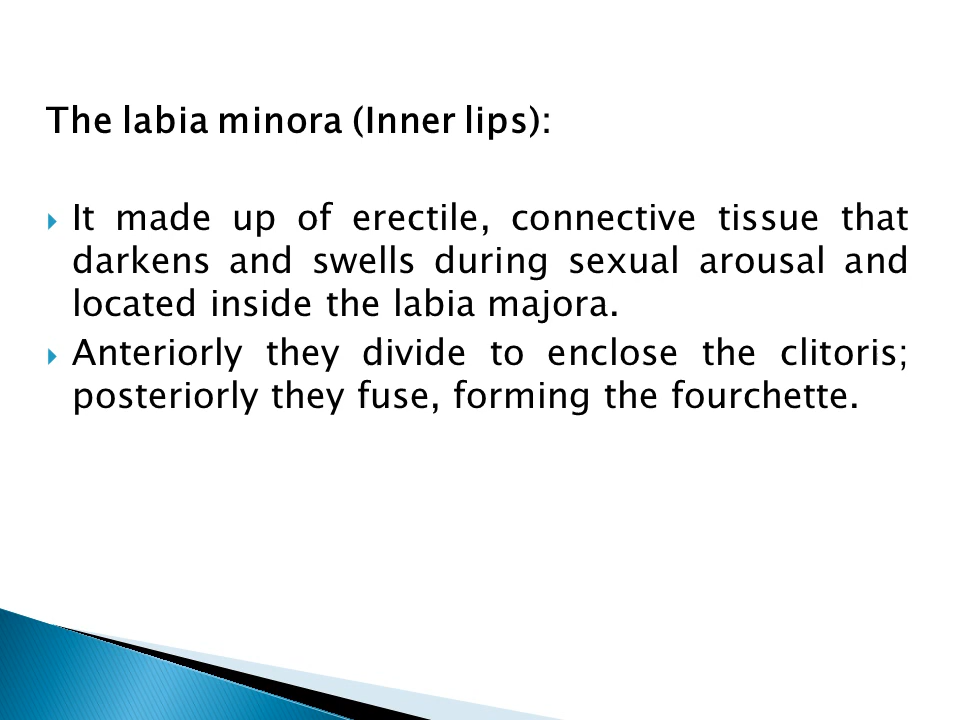 The labia minora (Inner lips):
It made up of erectile, connective tissue that
darkens and swells during sexual arousal and
located inside the labia majora.
Anteriorly they divide to enclose the clitoris;
posteriorly they fuse, forming the fourchette.